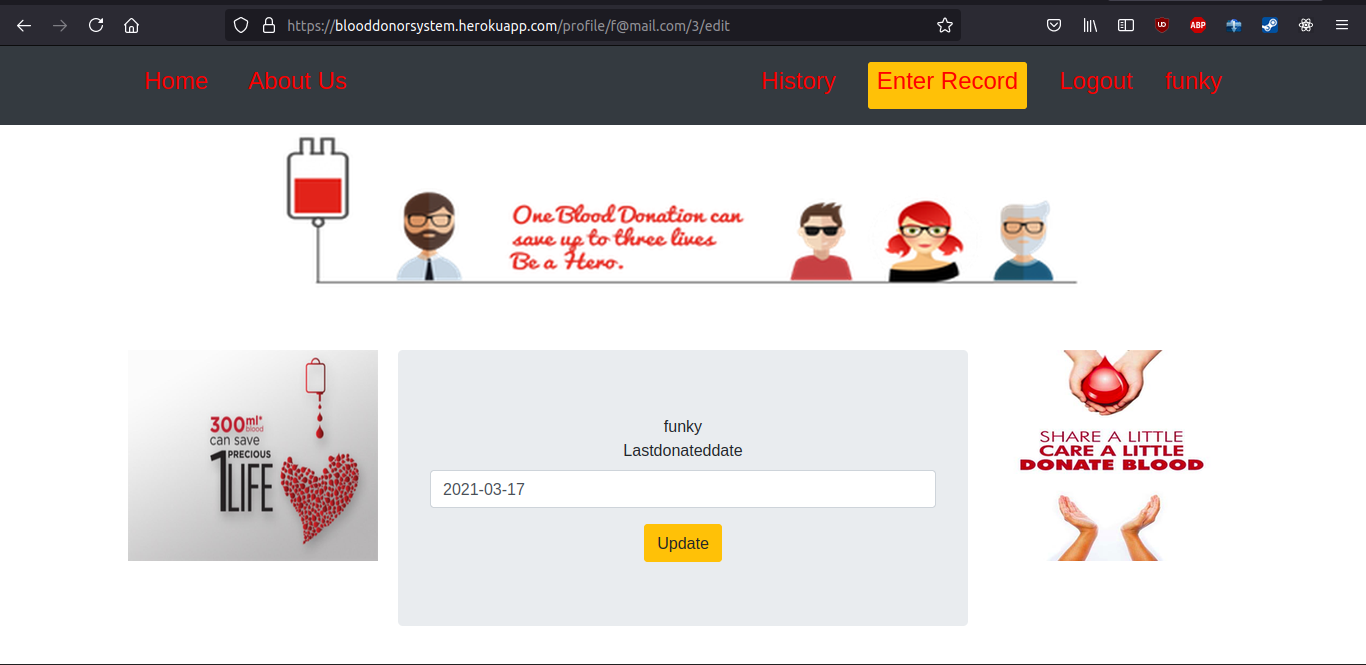 https://blooddonorsystem.herokuapp.com/profile/f@mail.com/3/edit
UO
ABP
Home About Us History Enter Record Logout funky
One Blood Donation can
save up to three lives
Be a Hero.
300ml*
blood
can save
1 PRECIOUS
LIFE
funky
Lastdonateddate
2021-03-17
Update
SHARE A LITTLE
CARE A LITTLE
DONATE BLOOD